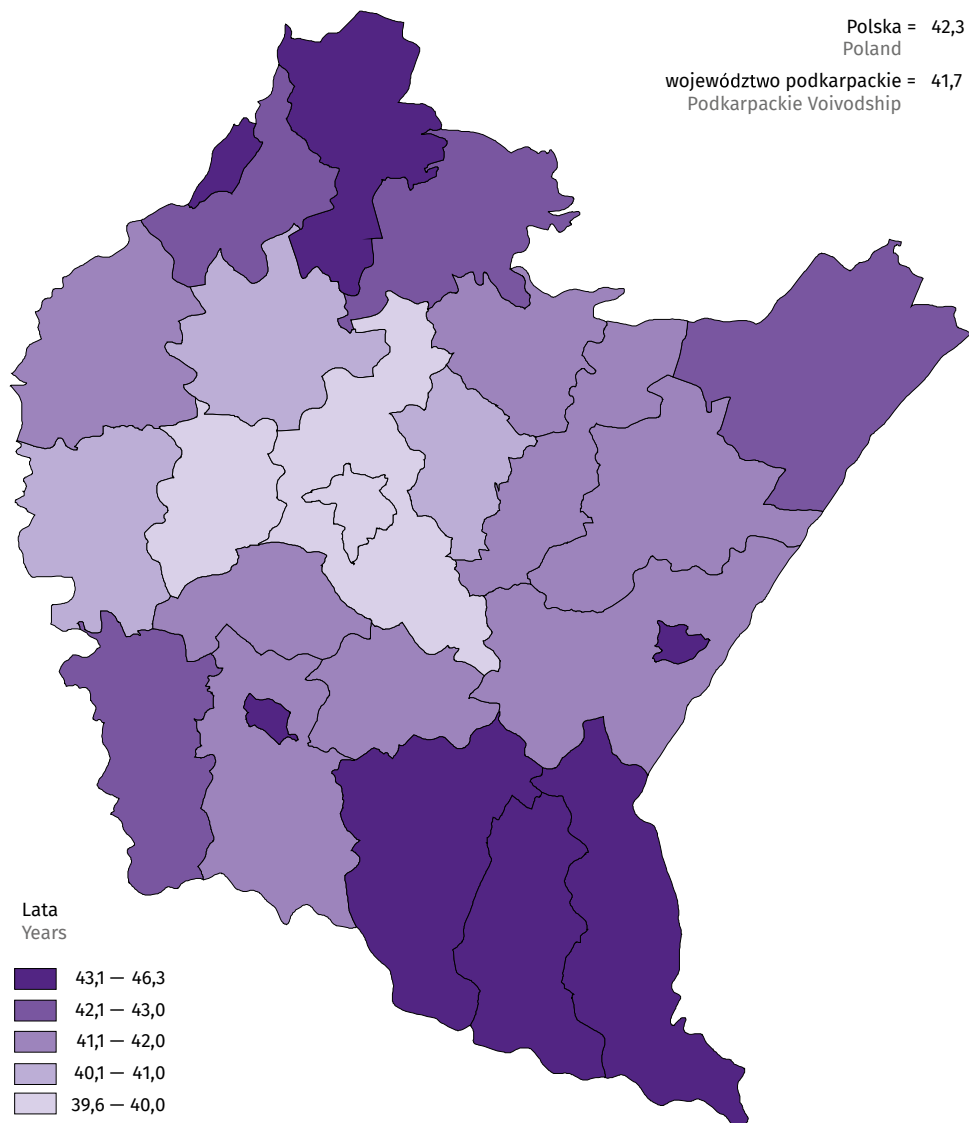 Polska = 42,3
Poland
województwo podkarpackie = 41,7
Podkarpackie Voivodship
Lata
Years
43,1 — 46,3
42,1 — 43,0
41,1 — 42,0
40,1 — 41,0
39,6 — 40,0